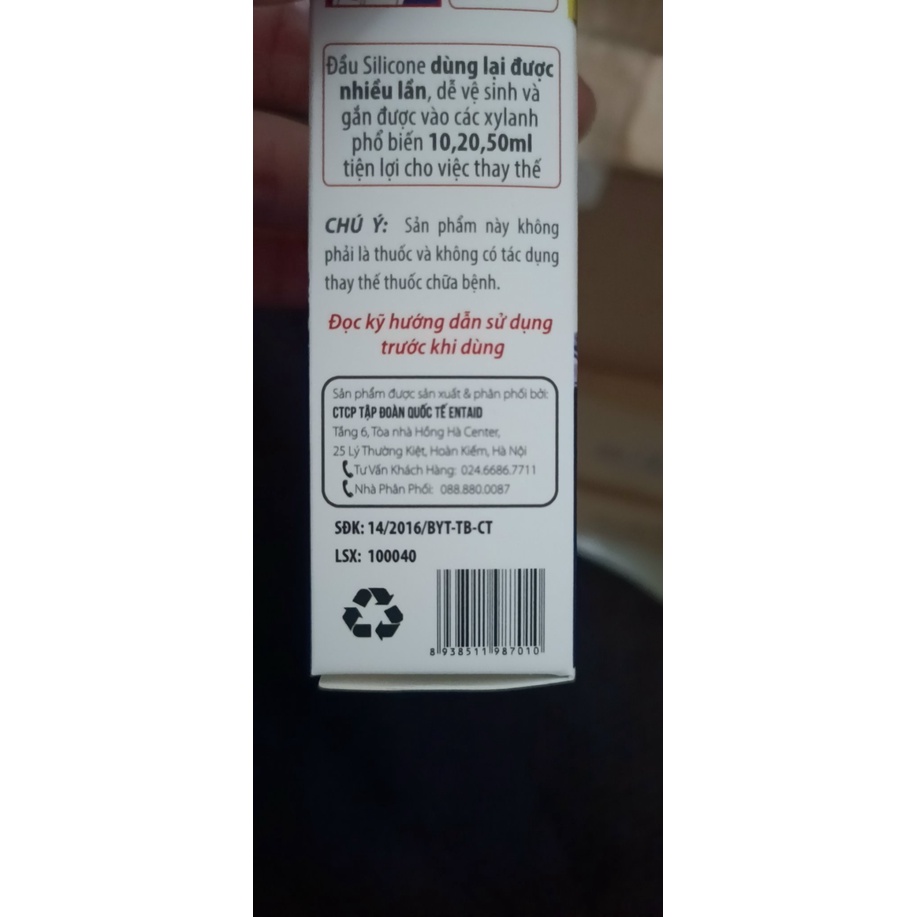 Đầu Silicone dùng lại được
nhiều lần, dễ vệ sinh và
gắn được vào các xylanh
phổ biến 10,20,50ml
tiện lợi cho việc thay thế
CHÚ Ý: Sản phẩm này không
phải là thuốc và không có tác dụng
thay thế thuốc chữa bệnh.
Đọc kỹ hướng dẫn sử dụng
trước khi dùng
Sản phẩm được sản xuất & phân phối bởi:
CTCP TẬP ĐOÀN QUỐC TẾ ENTAID
Tầng 6, Tòa nhà Hồng Hà Center,
25 Lý Thường Kiệt, Hoàn Kiếm, Hà Nội
Tư Vấn Khách Hàng: 024.6686.7711
Nhà Phân Phối: 088.880.0087
SĐK: 14/2016/BYT-TB-CT
LSX: 100040
8 938511 987010